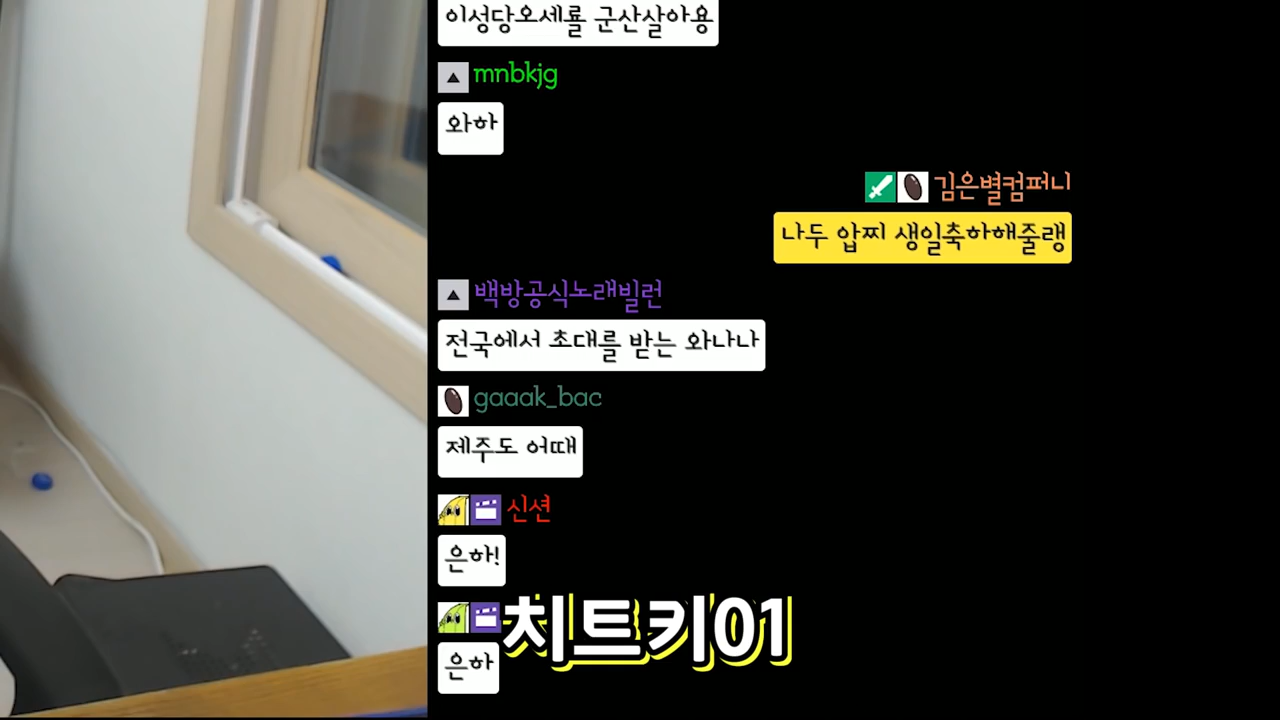 이성당오세룔 군산살아용
mnbkjg
와하
김은별컴퍼니
나두 압찌 생일축하해줄랭
백방공식노래빌런
전국에서 초대를 받는 와나나
gaaak_bac
제주도 어때
신션
은하!
치트키01
은하